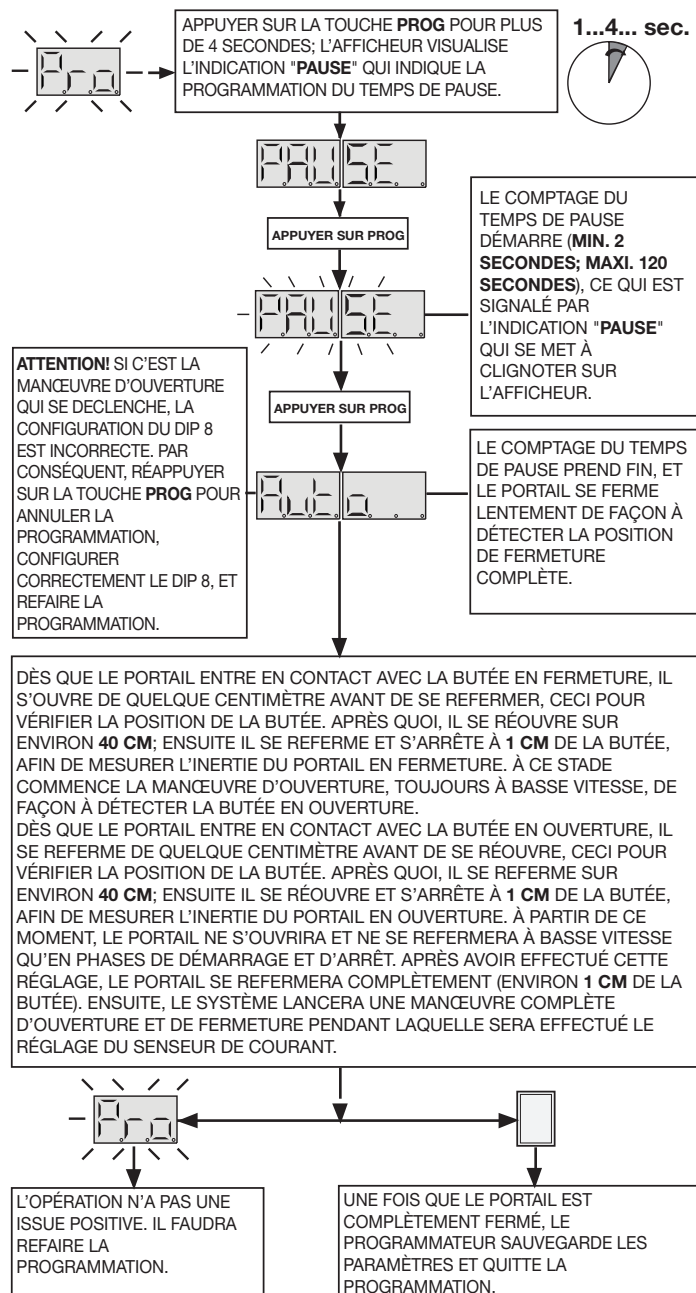 Pro
APPUYER SUR LA TOUCHE PROG POUR PLUS
DE 4 SECONDES; L'AFFICHEUR VISUALISE
L'INDICATION "PAUSE" QUI INDIQUE LA
PROGRAMMATION DU TEMPS DE PAUSE.
1...4... sec.
PAUSE
APPUYER SUR PROG
LE COMPTAGE DU
TEMPS DE PAUSE
DÉMARRE (MIN. 2
SECONDES; MAXI. 120
SECONDES), CE QUI EST
SIGNALÉ PAR
L'INDICATION "PAUSE"
QUI SE MET À
CLIGNOTER SUR
L'AFFICHEUR.
PAUSE
ATTENTION! SI C'EST LA
MANŒUVRE D'OUVERTURE
QUI SE DECLENCHE, LA
CONFIGURATION DU DIP 8
EST INCORRECTE. PAR
CONSÉQUENT, RÉAPPUYER
SUR LA TOUCHE PROG POUR
ANNULER LA
PROGRAMMATION,
CONFIGURER
CORRECTEMENT LE DIP 8, ET
REFAIRE LA
PROGRAMMATION.
APPUYER SUR PROG
Auto
LE COMPTAGE DU TEMPS
DE PAUSE PREND FIN, ET
LE PORTAIL SE FERME
LENTEMENT DE FAÇON À
DÉTECTER LA POSITION
DE FERMETURE
COMPLÈTE.
DÈS QUE LE PORTAIL ENTRE EN CONTACT AVEC LA BUTÉE EN FERMETURE, IL
S'OUVRE DE QUELQUE CENTIMÈTRE AVANT DE SE REFERMER, CECI POUR
VÉRIFIER LA POSITION DE LA BUTÉE. APRÈS QUOI, IL SE RÉOUVRE SUR
ENVIRON 40 CM; ENSUITE IL SE REFERME ET S'ARRÊTE À 1 CM DE LA BUTÉE,
AFIN DE MESURER L'INERTIE DU PORTAIL EN FERMETURE. À CE STADE
COMMENCE LA MANŒUVRE D'OUVERTURE, TOUJOURS À BASSE VITESSE, DE
FAÇON À DÉTECTER LA BUTÉE EN OUVERTURE.
DÈS QUE LE PORTAIL ENTRE EN CONTACT AVEC LA BUTÉE EN OUVERTURE, IL
SE REFERME DE QUELQUE CENTIMÈTRE AVANT DE SE RÉOUVRE, CECI POUR
VÉRIFIER LA POSITION DE LA BUTÉE. APRÈS QUOI, IL SE REFERME SUR
ENVIRON 40 CM; ENSUITE IL SE RÉOUVRE ET S'ARRÊTE À 1 CM DE LA BUTÉE,
AFIN DE MESURER L'INERTIE DU PORTAIL EN OUVERTURE. À PARTIR DE CE
MOMENT, LE PORTAIL NE S'OUVRIRA ET NE SE REFERMERA À BASSE VITESSE
QU'EN PHASES DE DÉMARRAGE ET D'ARRÊT. APRÈS AVOIR EFFECTUÉ CETTE
RÉGLAGE, LE PORTAIL SE REFERMERA COMPLÈTEMENT (ENVIRON 1 CM DE LA
BUTÉE). ENSUITE, LE SYSTÈME LANCERA UNE MANŒUVRE COMPLÈTE
D'OUVERTURE ET DE FERMETURE PENDANT LAQUELLE SERA EFFECTUÉ LE
RÉGLAGE DU SENSEUR DE COURANT.
Pro
L'OPÉRATION N'A PAS UNE
ISSUE POSITIVE. IL FAUDRA
REFAIRE LA
PROGRAMMATION.
UNE FOIS QUE LE PORTAIL EST
COMPLÈTEMENT FERMÉ, LE
PROGRAMMATEUR SAUVEGARDE LES
PARAMÈTRES ET QUITTE LA
PROGRAMMATION.